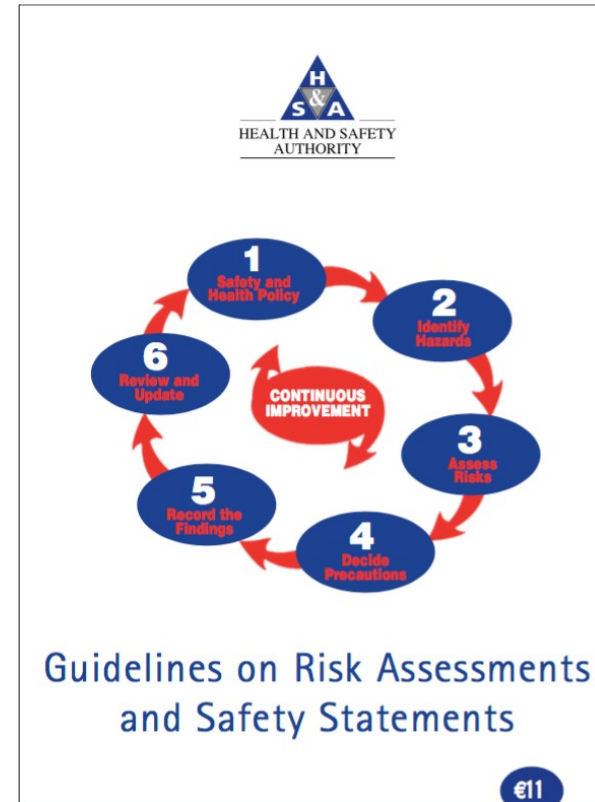 H
S & A
HEALTH AND SAFETY
AUTHORITY
1
Safety and
Health Policy
2
Identify
Hazards
3
Assess
Risks
4
Decide
Precautions
5
Record the
Findings
6
Review and
Update
CONTINUOUS
IMPROVEMENT
Guidelines on Risk Assessments
and Safety Statements
€11